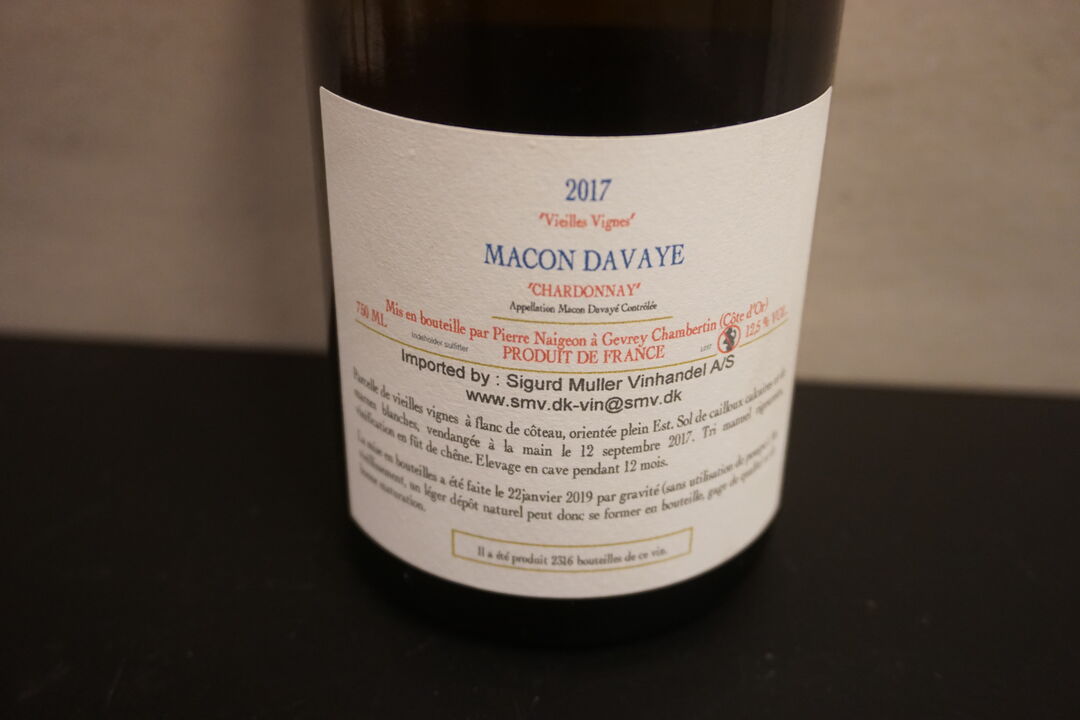 2017
"Vieilles Vignes"
MACON DAVAYE
"CHARDONNAY"
Appellation Macon Davayé Contrôlée
750 ML Mis en bouteille par Pierre Naigeon à Gevrey Chambertin (Côte d'Or) 12,5 % VOL.
Indeholder sulfitter PRODUIT DE FRANCE L017
Imported by : Sigurd Muller Vinhandel A/S
www.smv.dk-vin@smv.dk
Parcelle de vieilles vignes à flanc de côteau, orientée plein Est. Sol de cailloux calcaires et de
marnes blanches, vendangée à la main le 12 septembre 2017. Tri manuel rigoureux,
vinification en fût de chêne. Elevage en cave pendant 12 mois.
La mise en bouteilles a été faite le 22janvier 2019 par gravité (sans utilisation de pompe). Au
vieillissement, un léger dépôt naturel peut donc se former en bouteille, gage de qualité et de
bonne maturation.
Il a été produit 2316 bouteilles de ce vin.